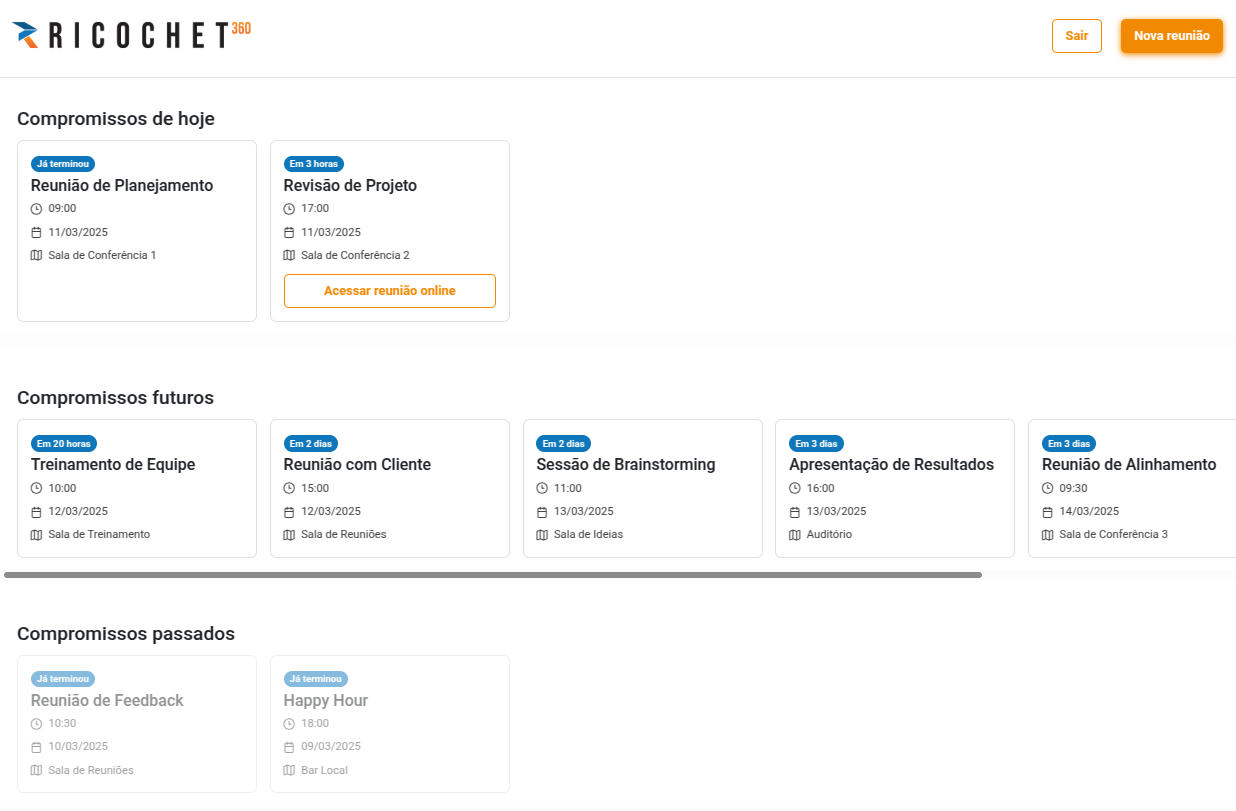 RICOCHET 360
Sair
Nova reunião
Compromissos de hoje
Já terminou
Reunião de Planejamento
09:00
11/03/2025
Sala de Conferência 1
Em 3 horas
Revisão de Projeto
17:00
11/03/2025
Sala de Conferência 2
Acessar reunião online
Compromissos futuros
Em 20 horas
Treinamento de Equipe
10:00
12/03/2025
Sala de Treinamento
Em 2 dias
Reunião com Cliente
15:00
12/03/2025
Sala de Reuniões
Em 2 dias
Sessão de Brainstorming
11:00
13/03/2025
Sala de Ideias
Em 3 dias
Apresentação de Resultados
16:00
13/03/2025
Auditório
Em 3 dias
Reunião de Alinhamento
09:30
14/03/2025
Sala de Conferência 3
Compromissos passados
Já terminou
Reunião de Feedback
10:30
10/03/2025
Sala de Reuniões
Já terminou
Happy Hour
18:00
09/03/2025
Bar Local